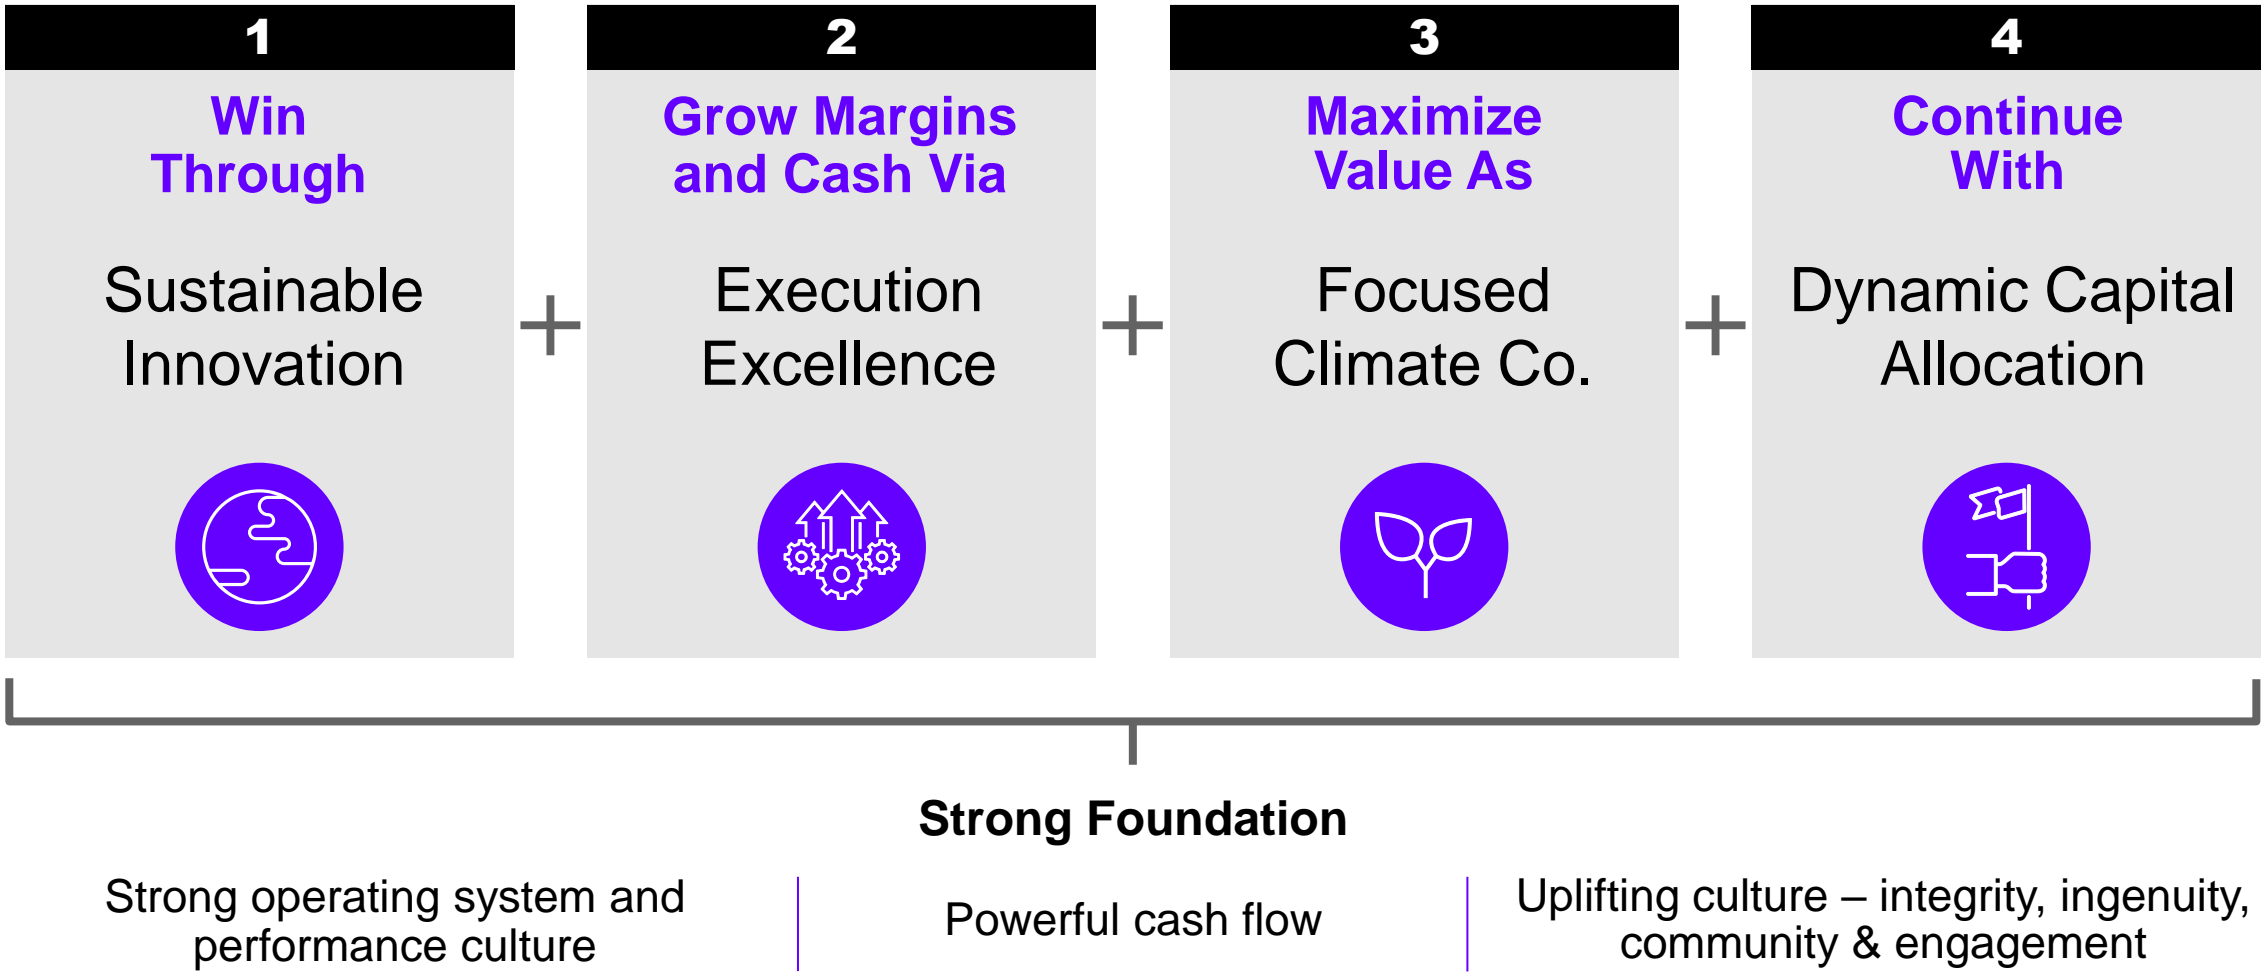 1
Win
Through
Sustainable
Innovation
2
Grow Margins
and Cash Via
Execution
Excellence
3
Maximize
Value As
Focused
Climate Co.
4
Continue
With
Dynamic Capital
Allocation
Strong Foundation
Strong operating system and
performance culture
Powerful cash flow
Uplifting culture – integrity, ingenuity,
community & engagement